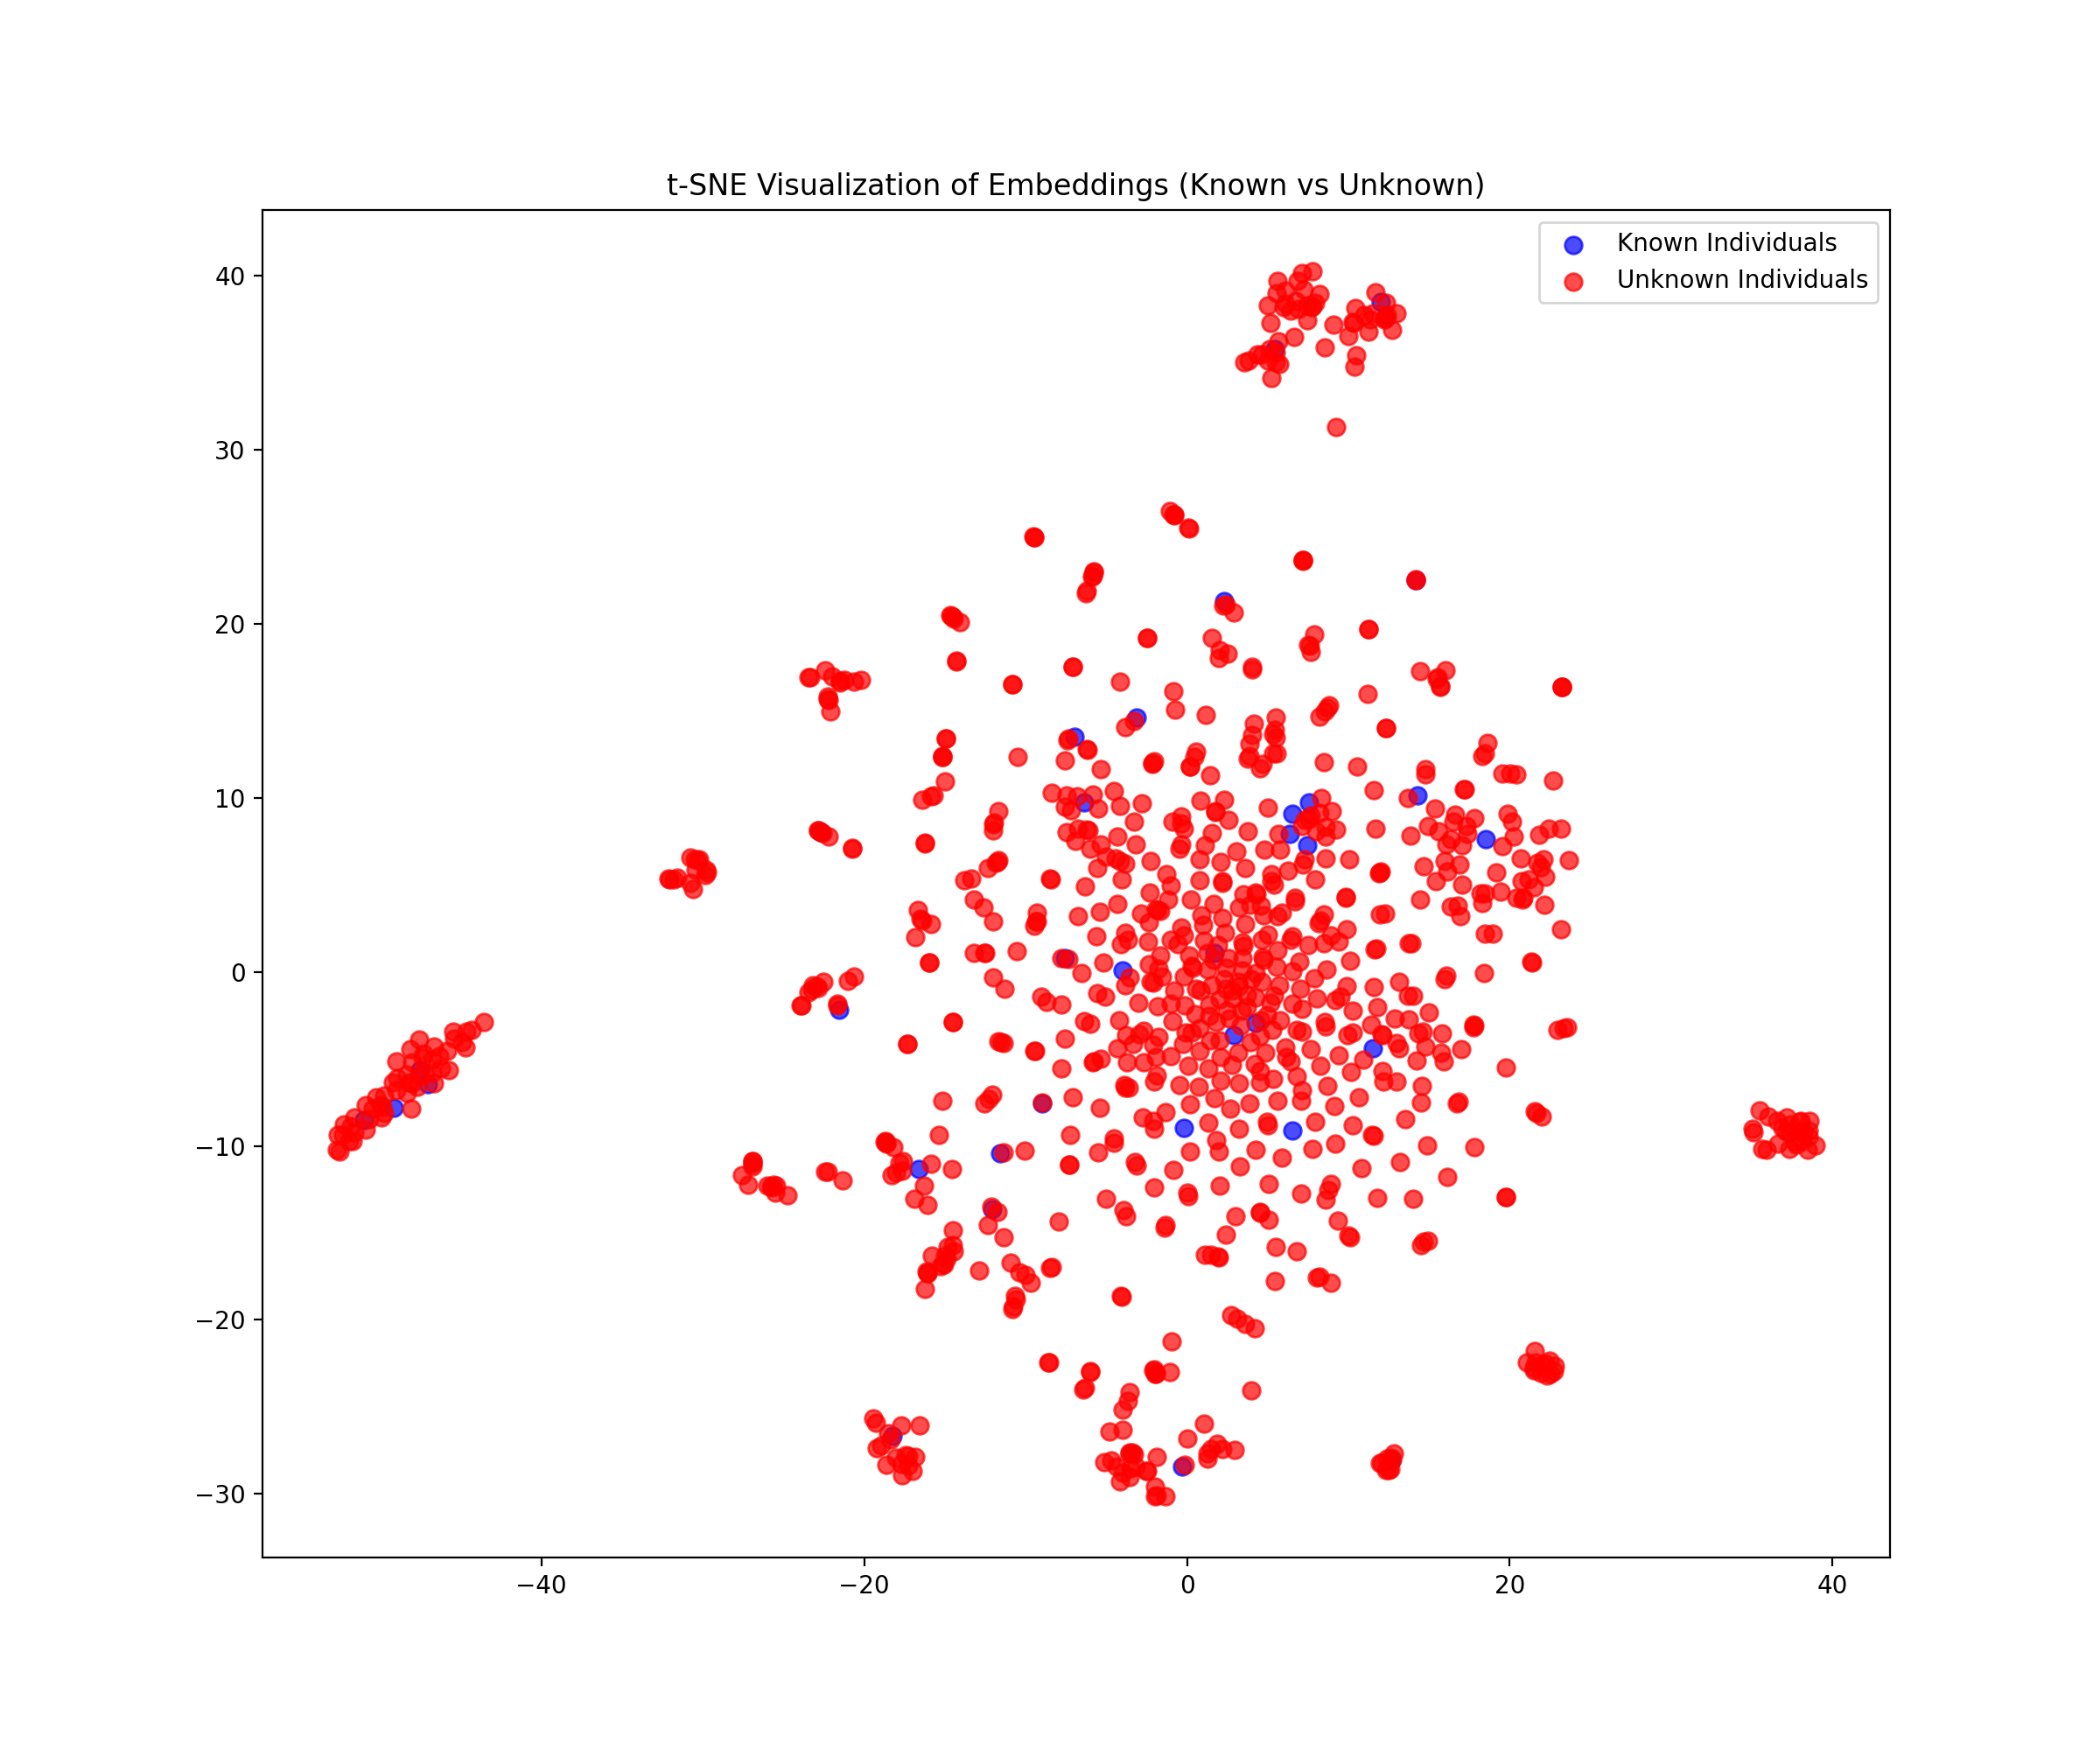 t-SNE Visualization of Embeddings (Known vs Unknown)
Known Individuals
Unknown Individuals
40
30
20
10
0
−10
−20
−30
−40 −20 0 20 40